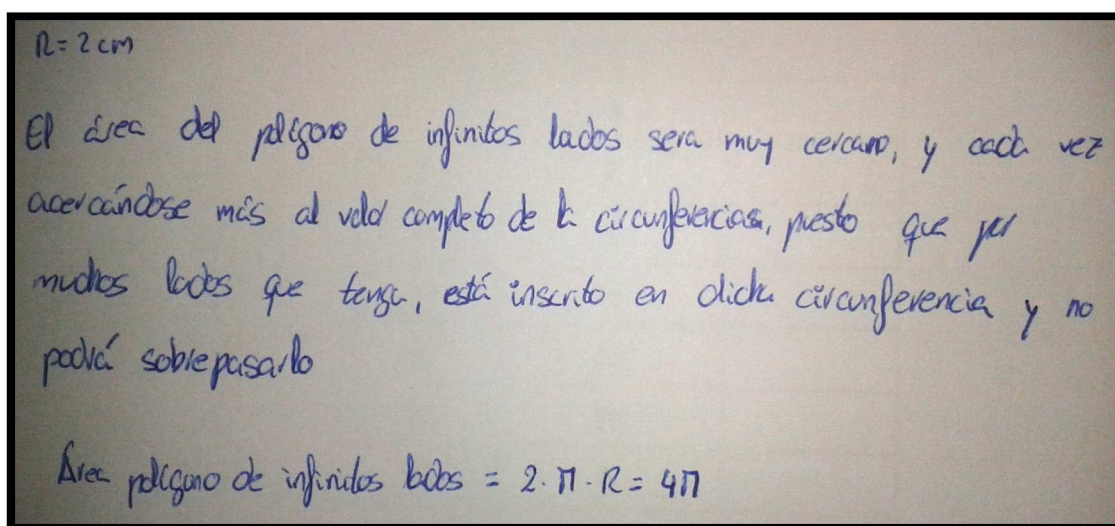 R = 2 cm
El área del polígono de infinitos lados sera muy cercano, y cada vez
acercándose más al valor completo de la circunferencia, puesto que por
muchos lados que tenga, está inscrito en dicha circunferencia y no
podrá sobrepasarlo
Área polígono de infinitos lados = 2 · π · R = 4π